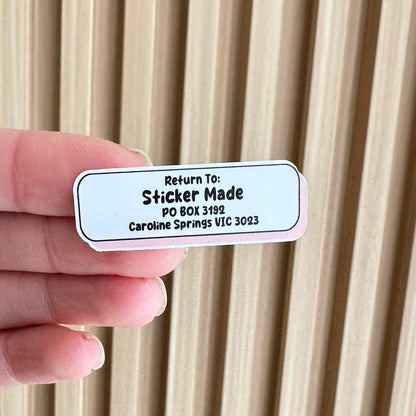 Return To:
Sticker Made
PO BOX 3192
Caroline Springs VIC 3023